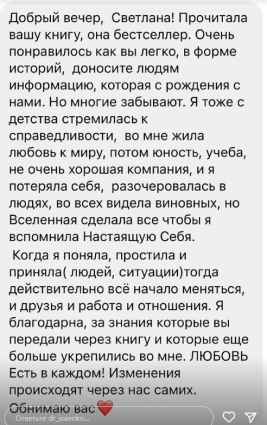 Добрый вечер, Светлана! Прочитала
вашу книгу, она бестселлер. Очень
понравилось как вы легко, в форме
историй, доносите людям
информацию, которая с рождения с
нами. Но многие забывают. Я тоже с
детства стремилась к
справедливости, во мне жила
любовь к миру, потом юность, учеба,
не очень хорошая компания, и я
потеряла себя, разочеровалась в
людях, во всех видела виновных, но
Вселенная сделала все чтобы я
вспомнила Настаящую Себя.
Когда я поняла, простила и
приняла( людей, ситуации)тогда
действительно всё начало меняться,
и друзья и работа и отношения. Я
благодарна, за знания которые вы
передали через книгу и которые еще
больше укрепились во мне. ЛЮБОВЬ
Есть в каждом! Изменения
происходят через нас самих.
Обнимаю вас❤️
Ответьте dr_isaenko...